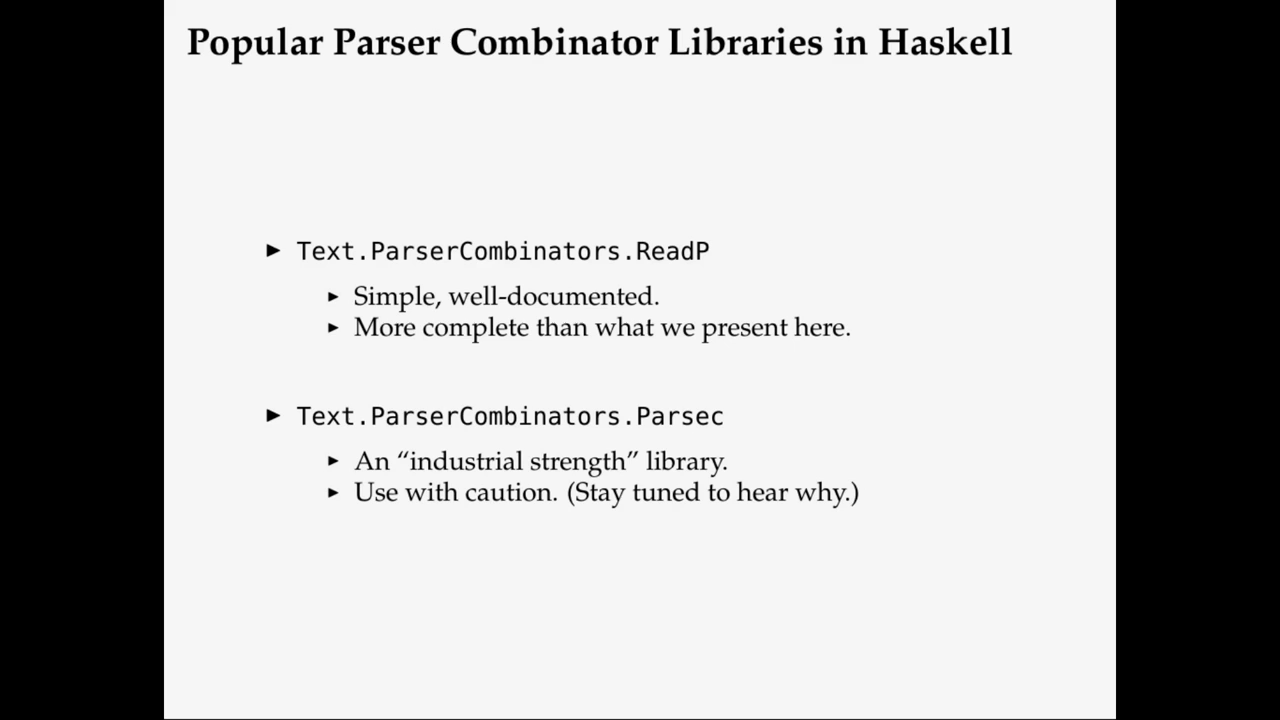 Popular Parser Combinator Libraries in Haskell
▶ Text.ParserCombinators.ReadP
▶ Simple, well-documented.
▶ More complete than what we present here.
▶ Text.ParserCombinators.Parsec
▶ An “industrial strength” library.
▶ Use with caution. (Stay tuned to hear why.)